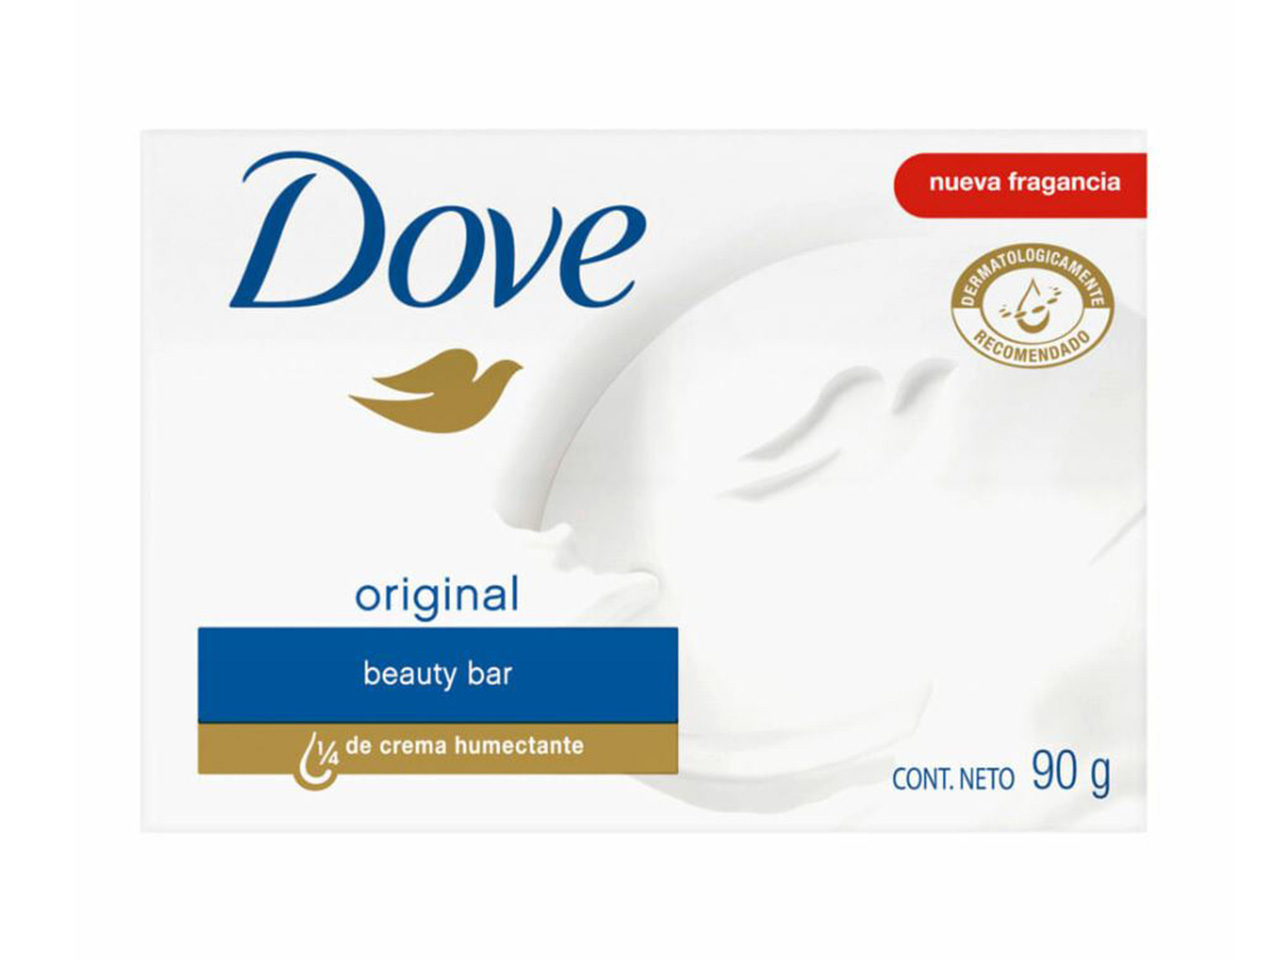 Dove
nueva fragancia
DERMATOLOGICAMENTE
RECOMENDADO
original
beauty bar
¼ de crema humectante
CONT. NETO 90 g